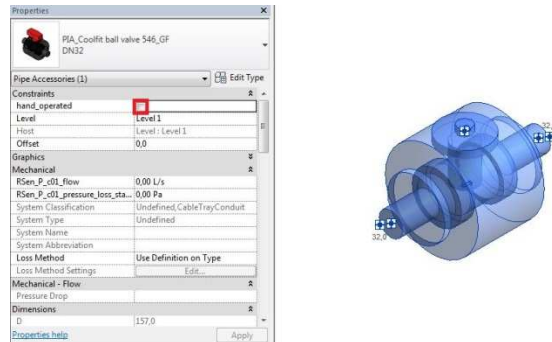 Properties
PIA_Coolfit ball valve 546_GF
DN32
Pipe Accessories (1) Edit Type
Constraints
hand_operated
Level Level 1
Host Level : Level 1
Offset 0,0
Graphics
Mechanical
RSen_P_c01_flow 0,00 L/s
RSen_P_c01_pressure_loss_sta... 0,00 Pa
System Classification Undefined,CableTrayConduit
System Type Undefined
System Name
System Abbreviation
Loss Method Use Definition on Type
Loss Method Settings Edit...
Mechanical - Flow
Pressure Drop
Dimensions
D 157,0
Properties help Apply
32,0